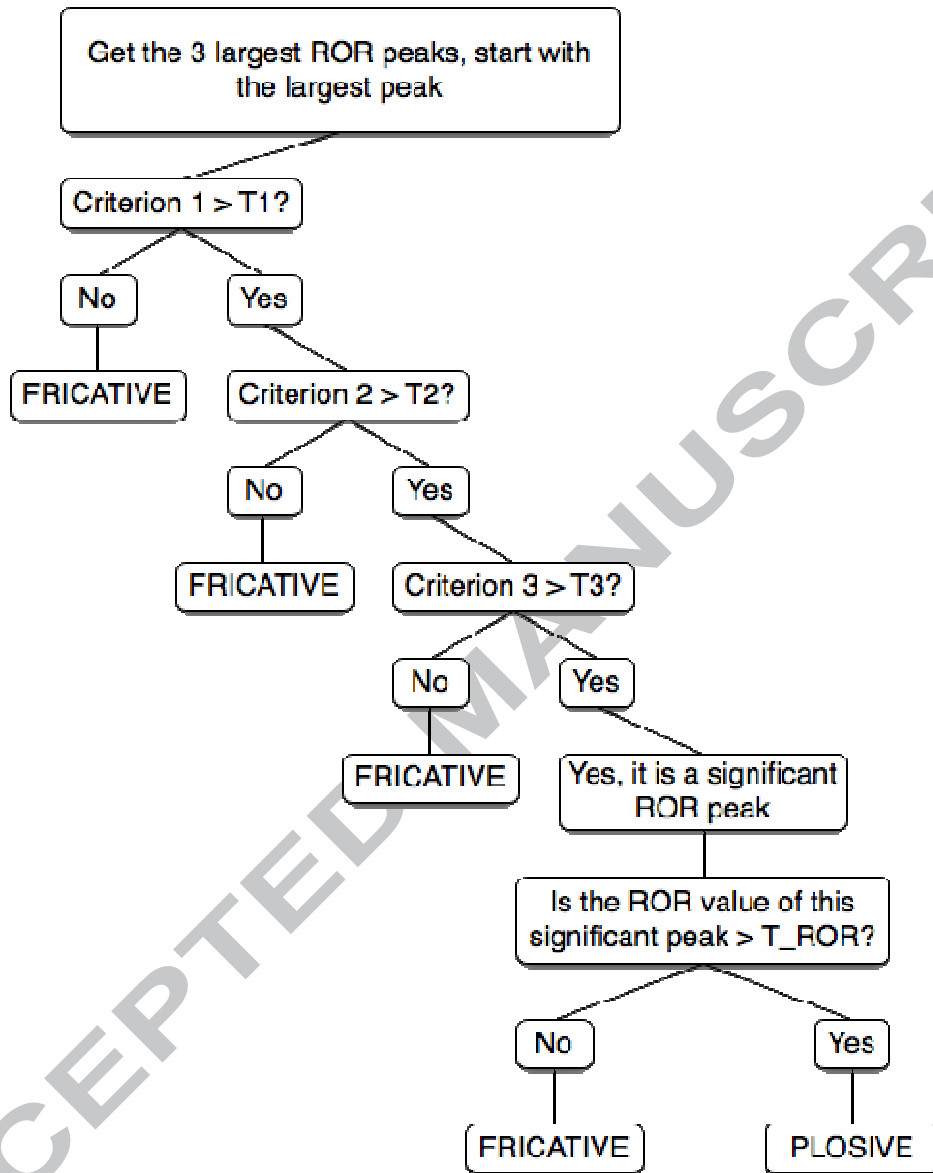 Get the 3 largest ROR peaks, start with
the largest peak
Criterion 1 > T1?
No
Yes
FRICATIVE
Criterion 2 > T2?
No
Yes
FRICATIVE
Criterion 3 > T3?
No
Yes
FRICATIVE
Yes, it is a significant
ROR peak
Is the ROR value of this
significant peak > T_ROR?
No
Yes
FRICATIVE
PLOSIVE
CEPTED MANUSCRI